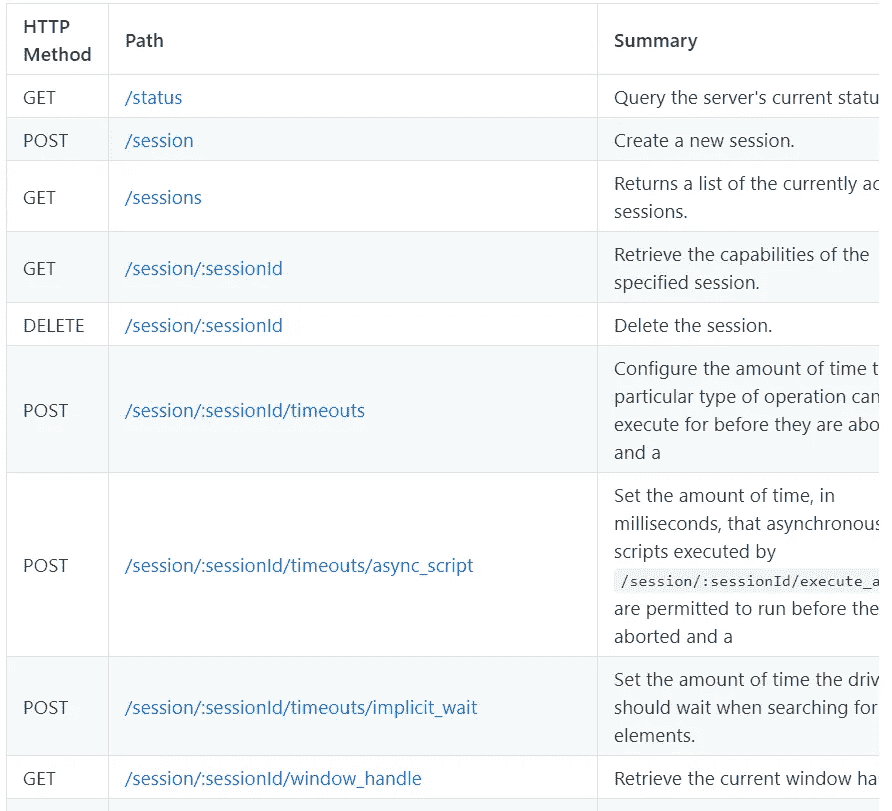 HTTP
Method
Path
Summary
GET
/status
Query the server's current statu
POST
/session
Create a new session.
GET
/sessions
Returns a list of the currently ac
sessions.
GET
/session/:sessionId
Retrieve the capabilities of the
specified session.
DELETE
/session/:sessionId
Delete the session.
POST
/session/:sessionId/timeouts
Configure the amount of time t
particular type of operation can
execute for before they are abo
and a
POST
/session/:sessionId/timeouts/async_script
Set the amount of time, in
milliseconds, that asynchronous
scripts executed by
/session/:sessionId/execute_a
are permitted to run before the
aborted and a
POST
/session/:sessionId/timeouts/implicit_wait
Set the amount of time the driv
should wait when searching for
elements.
GET
/session/:sessionId/window_handle
Retrieve the current window ha